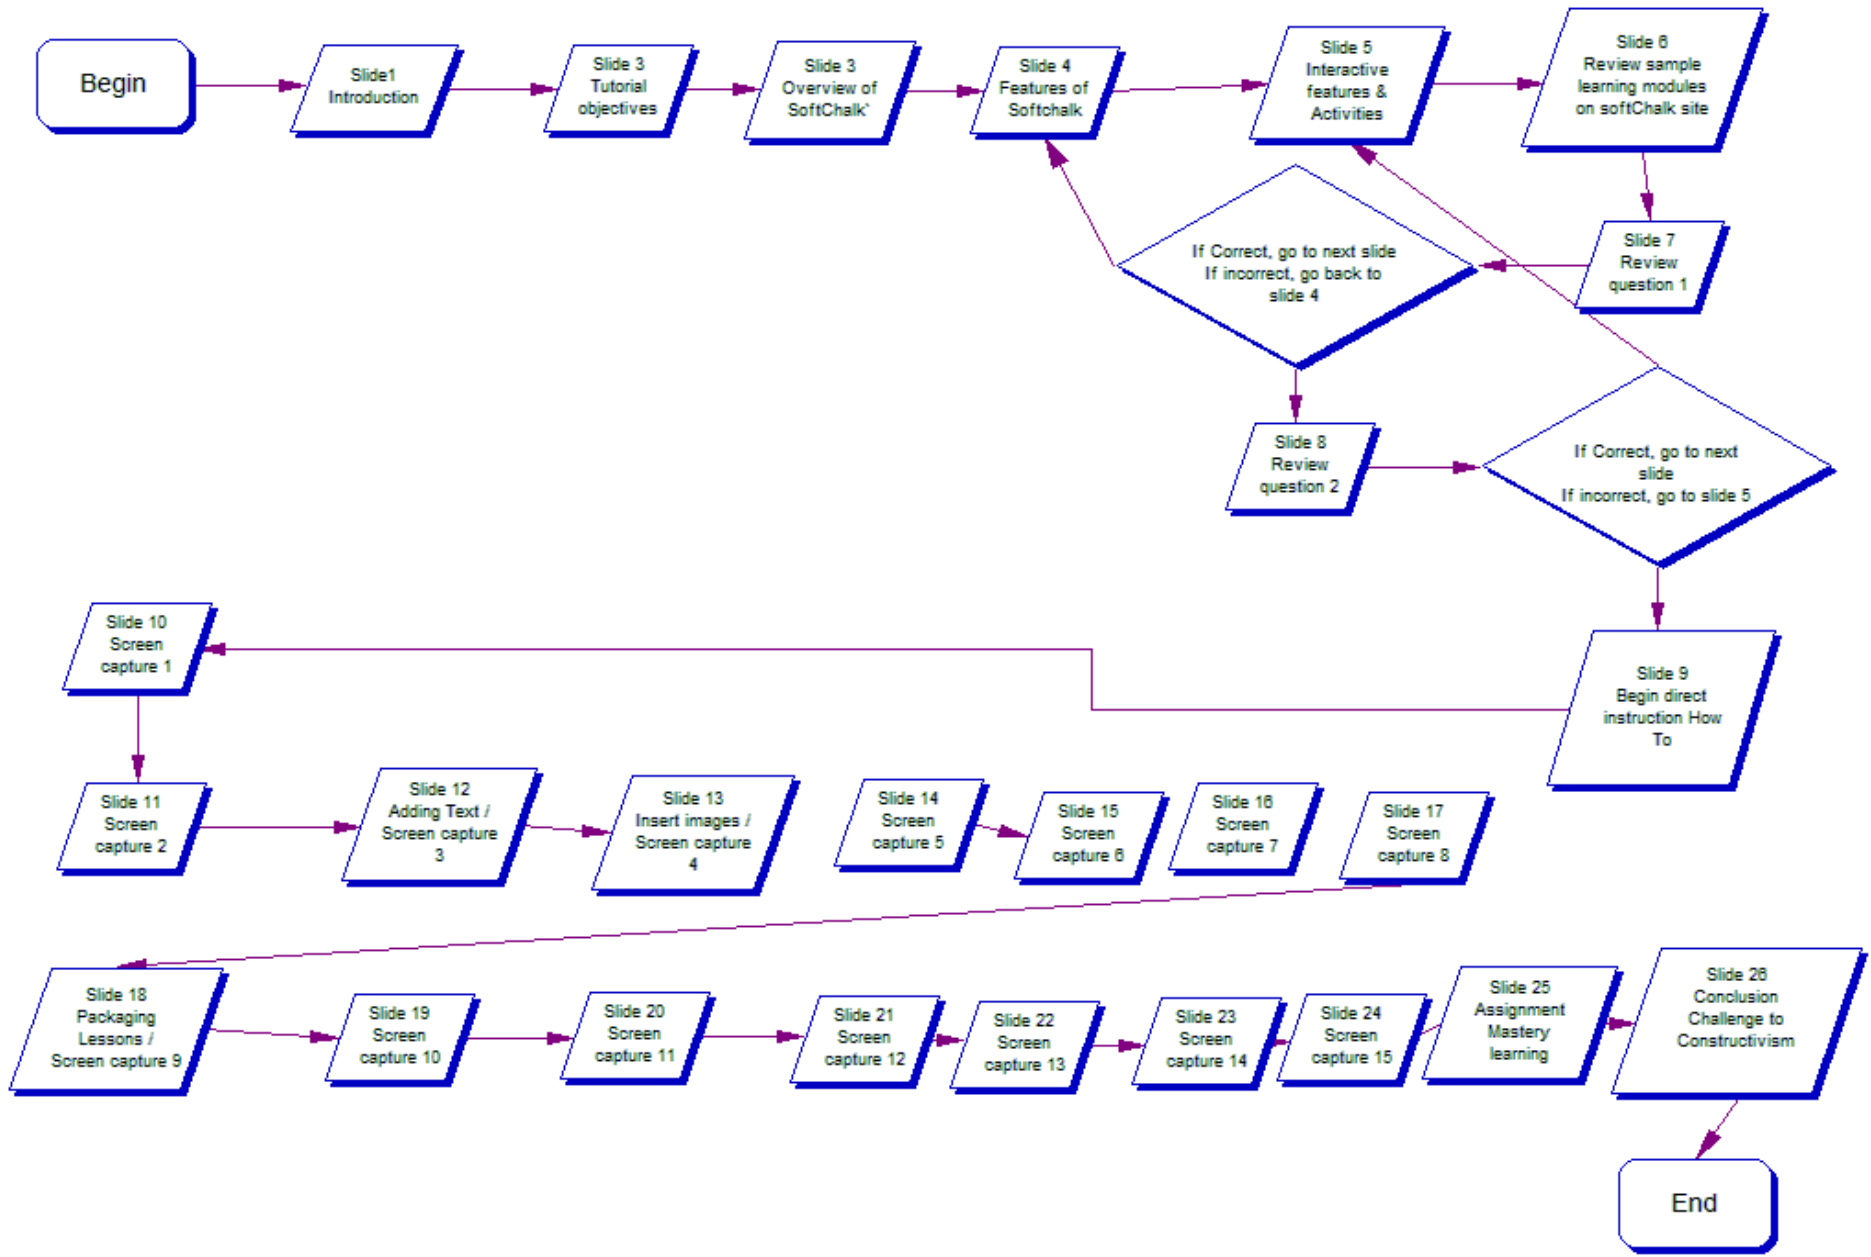 Begin
Slide1
Introduction
Slide 3
Tutorial
objectives
Slide 3
Overview of
SoftChalk`
Slide 4
Features of
Softchalk
Slide 5
Interactive
features &
Activities
Slide 6
Review sample
learning modules
on softChalk site
Slide 7
Review
question 1
If Correct, go to next slide
If incorrect, go back to
slide 4
Slide 8
Review
question 2
If Correct, go to next
slide
If incorrect, go to slide 5
Slide 9
Begin direct
instruction How
To
Slide 10
Screen
capture 1
Slide 11
Screen
capture 2
Slide 12
Adding Text /
Screen capture
3
Slide 13
Insert images /
Screen capture
4
Slide 14
Screen
capture 5
Slide 15
Screen
capture 6
Slide 16
Screen
capture 7
Slide 17
Screen
capture 8
Slide 18
Packaging
Lessons /
Screen capture 9
Slide 19
Screen
capture 10
Slide 20
Screen
capture 11
Slide 21
Screen
capture 12
Slide 22
Screen
capture 13
Slide 23
Screen
capture 14
Slide 24
Screen
capture 15
Slide 25
Assignment
Mastery
learning
Slide 26
Conclusion
Challenge to
Constructivism
End